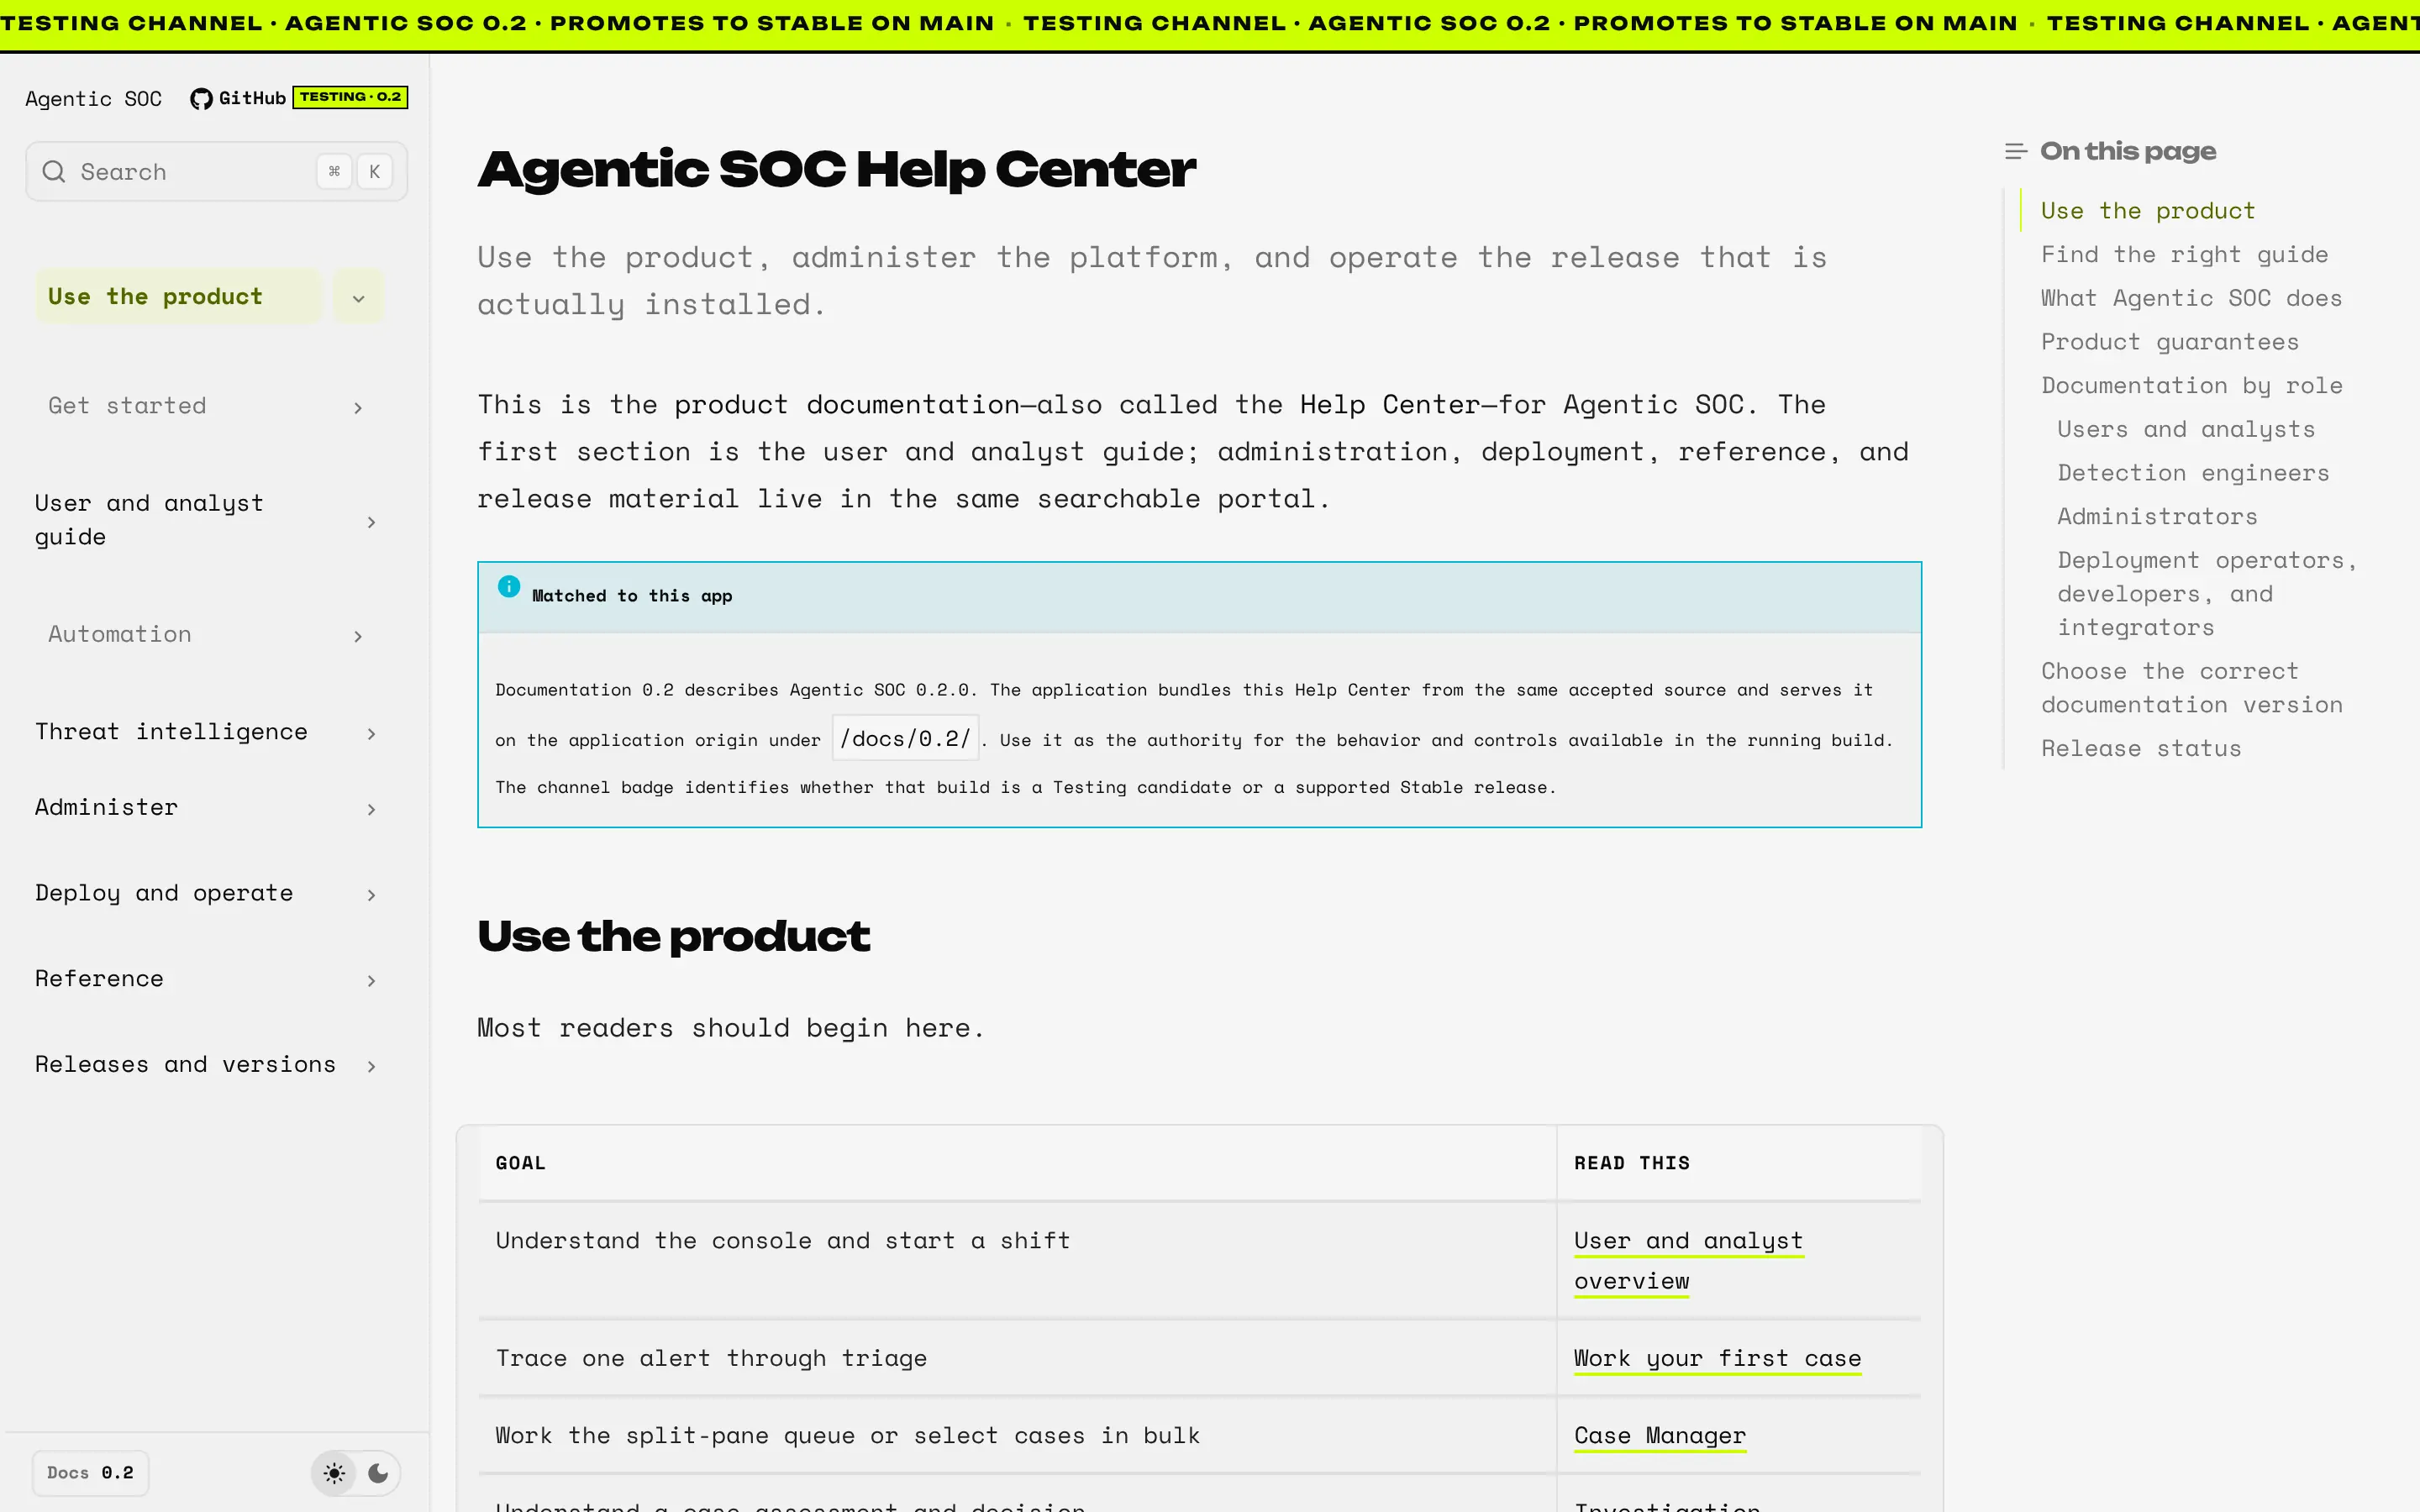 TESTING CHANNEL · AGENTIC SOC 0.2 · PROMOTES TO STABLE ON MAIN · TESTING CHANNEL · AGENTIC SOC 0.2 · PROMOTES TO STABLE ON MAIN · TESTING CHANNEL · AGENT
Agentic SOC GitHub TESTING · 0.2
Search ⌘ K
Use the product
Get started
User and analyst
guide
Automation
Threat intelligence
Administer
Deploy and operate
Reference
Releases and versions
Docs 0.2
Agentic SOC Help Center
Use the product, administer the platform, and operate the release that is
actually installed.
This is the product documentation—also called the Help Center—for Agentic SOC. The
first section is the user and analyst guide; administration, deployment, reference, and
release material live in the same searchable portal.
Matched to this app
Documentation 0.2 describes Agentic SOC 0.2.0. The application bundles this Help Center from the same accepted source and serves it
on the application origin under /docs/0.2/. Use it as the authority for the behavior and controls available in the running build.
The channel badge identifies whether that build is a Testing candidate or a supported Stable release.
Use the product
Most readers should begin here.
GOAL READ THIS
Understand the console and start a shift User and analyst
overview
Trace one alert through triage Work your first case
Work the split-pane queue or select cases in bulk Case Manager
Understand a case assessment and decision Investigation
On this page
Use the product
Find the right guide
What Agentic SOC does
Product guarantees
Documentation by role
Users and analysts
Detection engineers
Administrators
Deployment operators,
developers, and
integrators
Choose the correct
documentation version
Release status